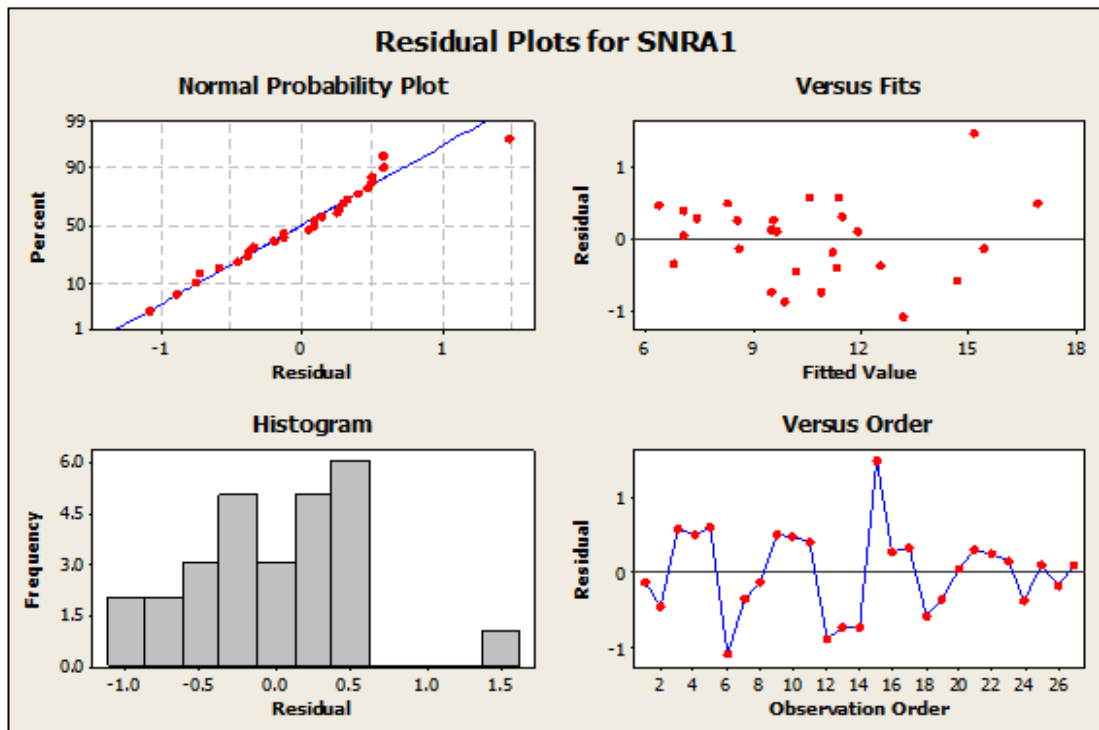 Residual Plots for SNRA1
Normal Probability Plot
99
90
50
10
1
Percent
-1 0 1
Residual
Versus Fits
1
0
-1
Residual
6 9 12 15 18
Fitted Value
Histogram
6.0
4.5
3.0
1.5
0.0
Frequency
-1.0 -0.5 0.0 0.5 1.0 1.5
Residual
Versus Order
1
0
-1
Residual
2 4 6 8 10 12 14 16 18 20 22 24 26
Observation Order